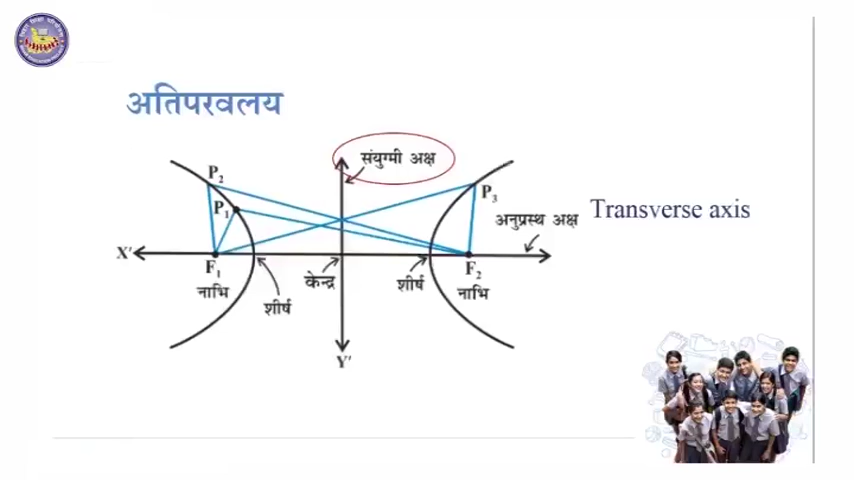 अतिपरवलय
संयुग्मी अक्ष
P₂
P₁
P₃
अनुप्रस्थ अक्ष
Transverse axis
X′
F₁
F₂
नाभि
शीर्ष
केन्द्र
शीर्ष
नाभि
Y′